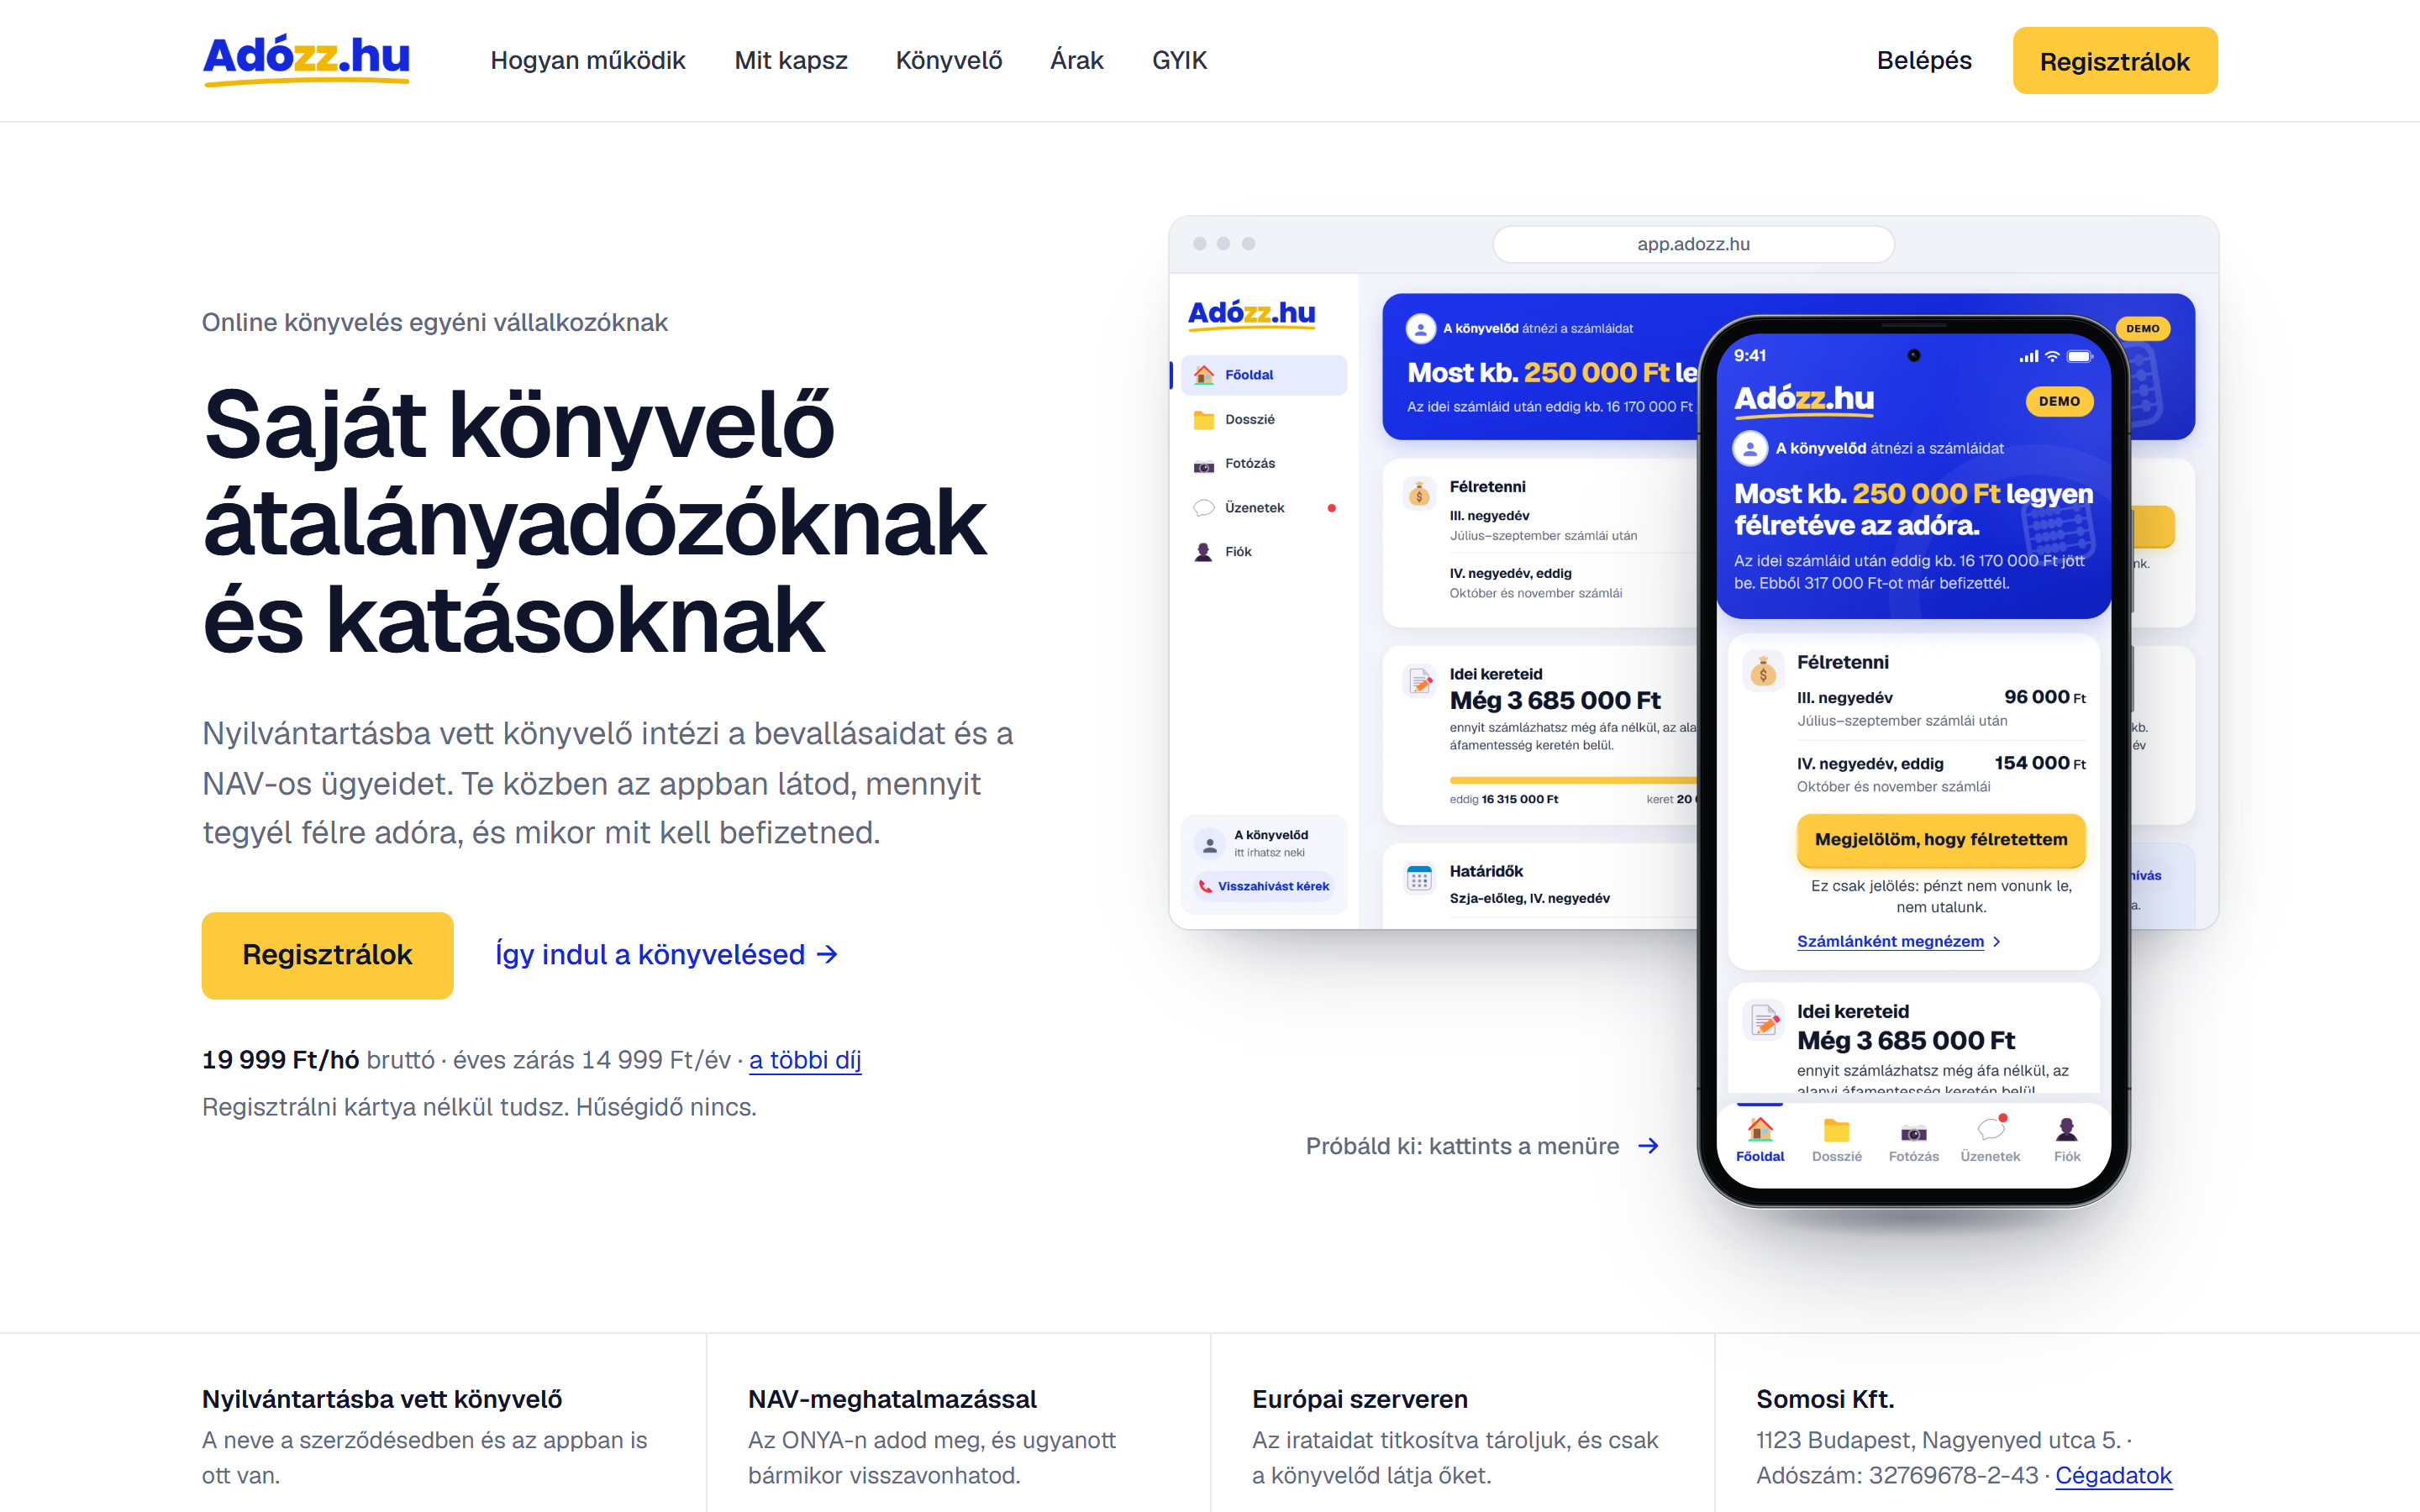 Adózz.hu
Hogyan működik
Mit kapsz
Könyvelő
Árak
GYIK
Belépés
Regisztrálok
Online könyvelés egyéni vállalkozóknak
Saját könyvelő
átalányadózóknak
és katásoknak
Nyilvántartásba vett könyvelő intézi a bevallásaidat és a
NAV-os ügyeidet. Te közben az appban látod, mennyit
tegyél félre adóra, és mikor mit kell befizetned.
Regisztrálok
Így indul a könyvelésed →
19 999 Ft/hó bruttó · éves zárás 14 999 Ft/év · a többi díj
Regisztrálni kártya nélkül tudsz. Hűségidő nincs.
app.adozz.hu
Adózz.hu
Főoldal
Dosszié
Fotózás
Üzenetek
Fiók
A könyvelőd
itt írhatsz neki
Visszahívást kérek
A könyvelőd átnézi a számláidat
DEMO
Most kb. 250 000 Ft le
Az idei számláid után eddig kb. 16 170 000 Ft
Félretenni
III. negyedév
Július–szeptember számlái után
IV. negyedév, eddig
Október és november számlái
nk.
Idei kereteid
Még 3 685 000 Ft
ennyit számlázhatsz még áfa nélkül, az ala
áfamentesség keretén belül.
eddig 16 315 000 Ft
keret 20
kb.
év
Határidők
Szja-előleg, IV. negyedév
hívás
a.
9:41
Adózz.hu
DEMO
A könyvelőd átnézi a számláidat
Most kb. 250 000 Ft legyen
félretéve az adóra.
Az idei számláid után eddig kb. 16 170 000 Ft jött
be. Ebből 317 000 Ft-ot már befizettél.
Félretenni
III. negyedév 96 000 Ft
Július–szeptember számlái után
IV. negyedév, eddig 154 000 Ft
Október és november számlái
Megjelölöm, hogy félretettem
Ez csak jelölés: pénzt nem vonunk le,
nem utalunk.
Számlánként megnézem
Idei kereteid
Még 3 685 000 Ft
ennyit számlázhatsz még áfa nélkül, az
alanyi áfamentesség keretén belül.
Főoldal
Dosszié
Fotózás
Üzenetek
Fiók
Próbáld ki: kattints a menüre →
Nyilvántartásba vett könyvelő
A neve a szerződésedben és az appban is
ott van.
NAV-meghatalmazással
Az ONYA-n adod meg, és ugyanott
bármikor visszavonhatod.
Európai szerveren
Az irataidat titkosítva tároljuk, és csak
a könyvelőd látja őket.
Somosi Kft.
1123 Budapest, Nagyenyed utca 5. ·
Adószám: 32769678-2-43 · Cégadatok